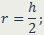 r = h/2;